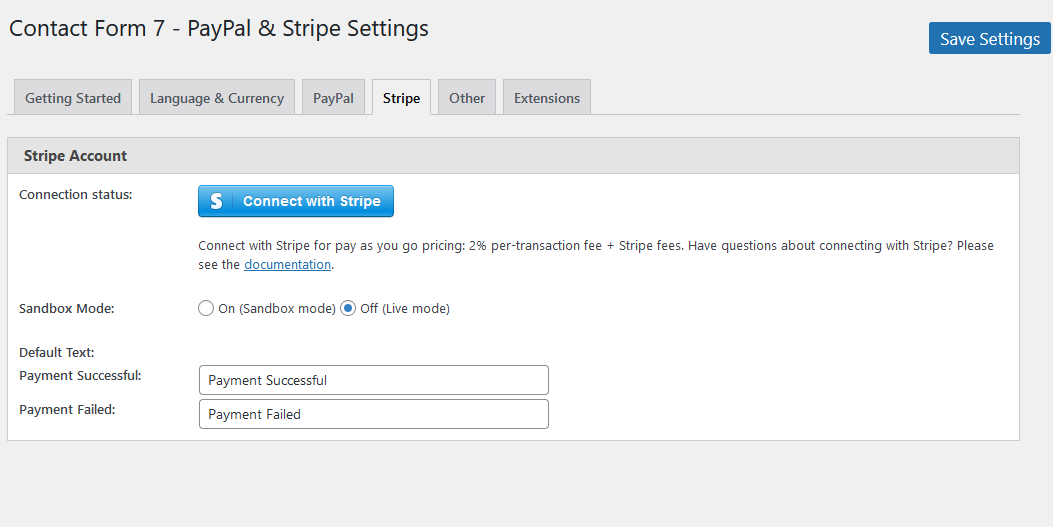 Contact Form 7 - PayPal & Stripe Settings
Save Settings
Getting Started
Language & Currency
PayPal
Stripe
Other
Extensions
Stripe Account
Connection status:
S Connect with Stripe
Connect with Stripe for pay as you go pricing: 2% per-transaction fee + Stripe fees. Have questions about connecting with Stripe? Please
see the documentation.
Sandbox Mode:
On (Sandbox mode) Off (Live mode)
Default Text:
Payment Successful:
Payment Successful
Payment Failed:
Payment Failed